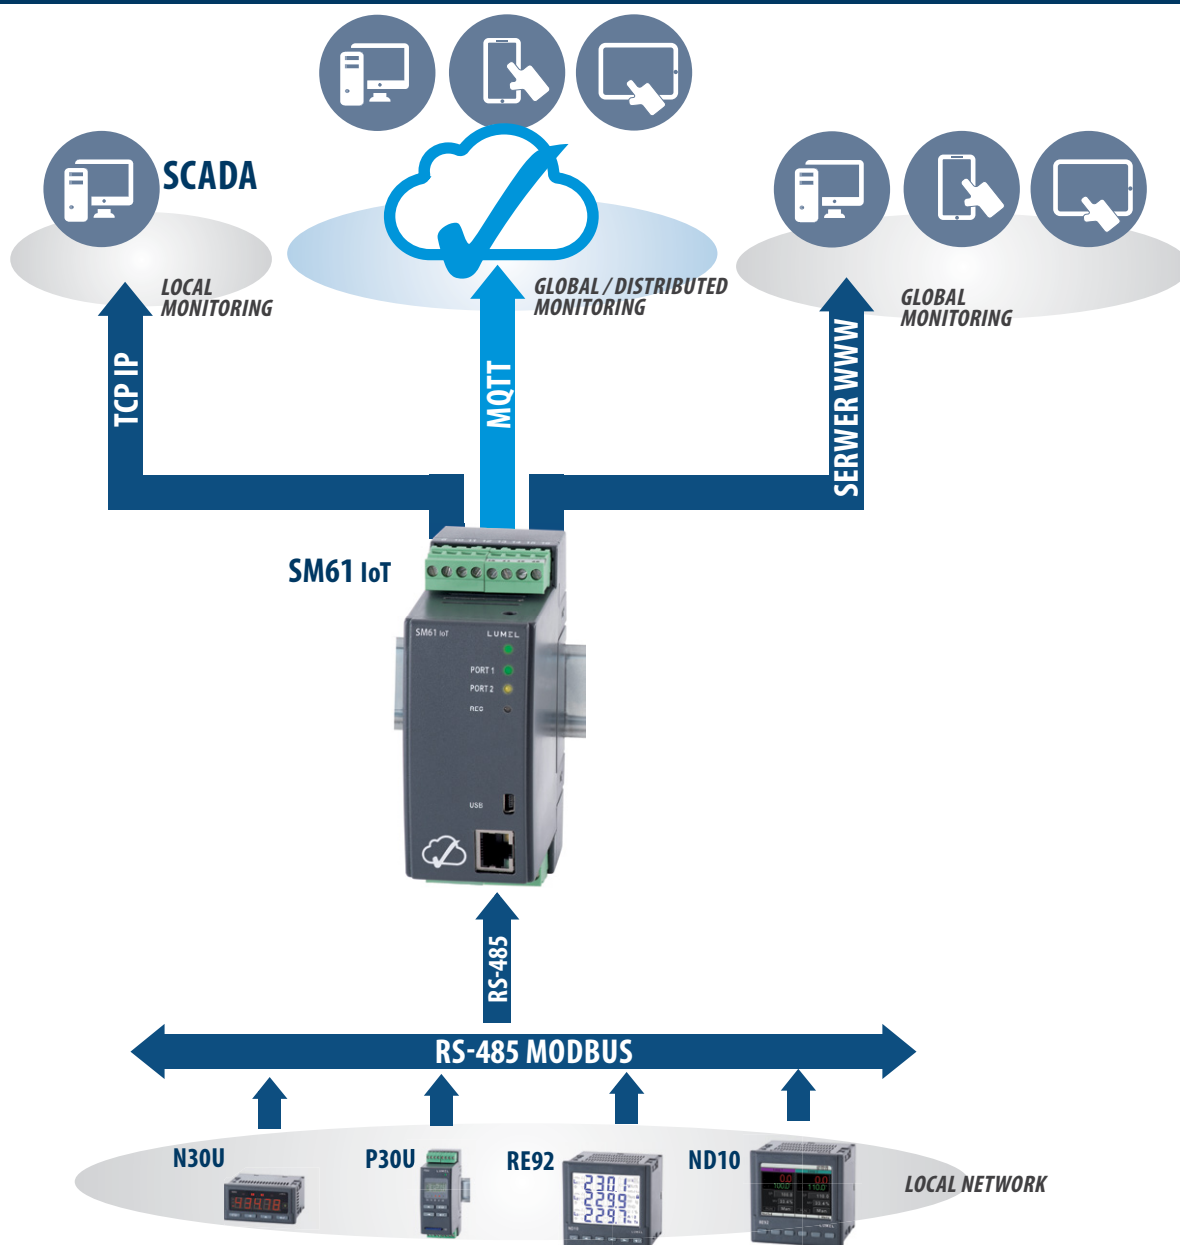 SCADA
LOCAL
MONITORING
GLOBAL / DISTRIBUTED
MONITORING
GLOBAL
MONITORING
TCP IP
MQTT
SERWER WWW
SM61 IoT
SM61 IoT
LUMEL
PORT 1
PORT 2
REC
USB
RS-485
RS-485 MODBUS
N30U
P30U
RE92
ND10
LOCAL NETWORK